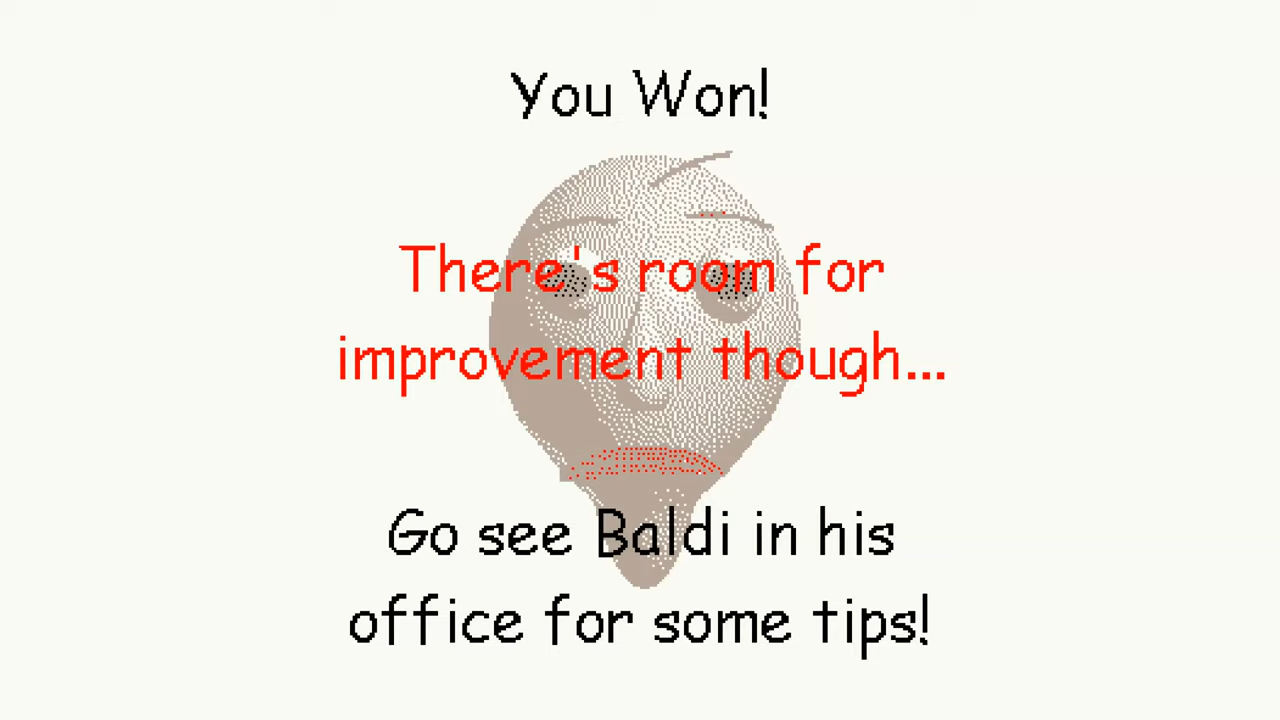 You Won!
There's room for
improvement though...
Go see Baldi in his
office for some tips!